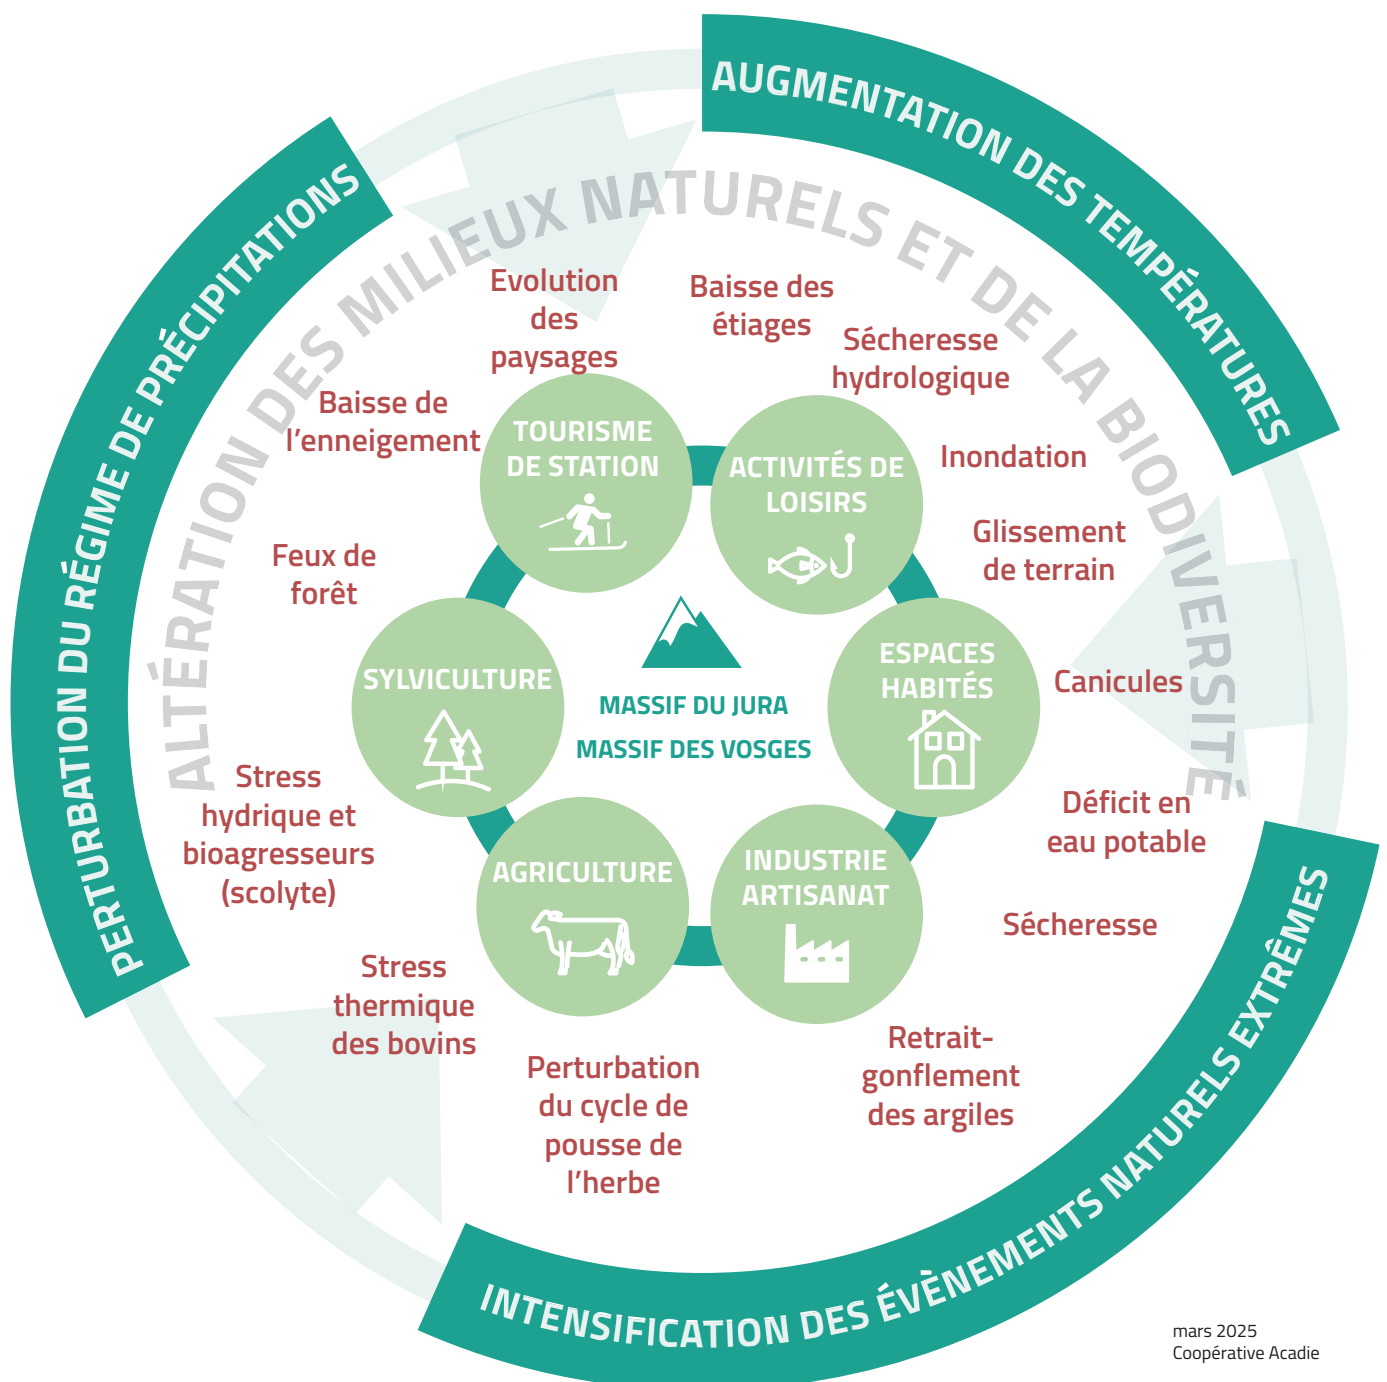 AUGMENTATION DES TEMPÉRATURES
PERTURBATION DU RÉGIME DE PRÉCIPITATIONS
ALTÉRATION DES MILIEUX NATURELS ET DE LA BIODIVERSITÉ
Evolution
des
paysages
Baisse des
étiages
Sécheresse
hydrologique
Baisse de
l'enneigement
TOURISME
DE STATION
ACTIVITÉS DE
LOISIRS
Inondation
Glissement
de terrain
Feux de
forêt
SYLVICULTURE
MASSIF DU JURA
MASSIF DES VOSGES
ESPACES
HABITÉS
Canicules
Stress
hydrique et
bioagresseurs
(scolyte)
Déficit en
eau potable
AGRICULTURE
INDUSTRIE
ARTISANAT
Sécheresse
Stress
thermique
des bovins
Perturbation
du cycle de
pousse de
l'herbe
Retrait-
gonflement
des argiles
INTENSIFICATION DES ÉVÈNEMENTS NATURELS EXTRÊMES
mars 2025
Coopérative Acadie